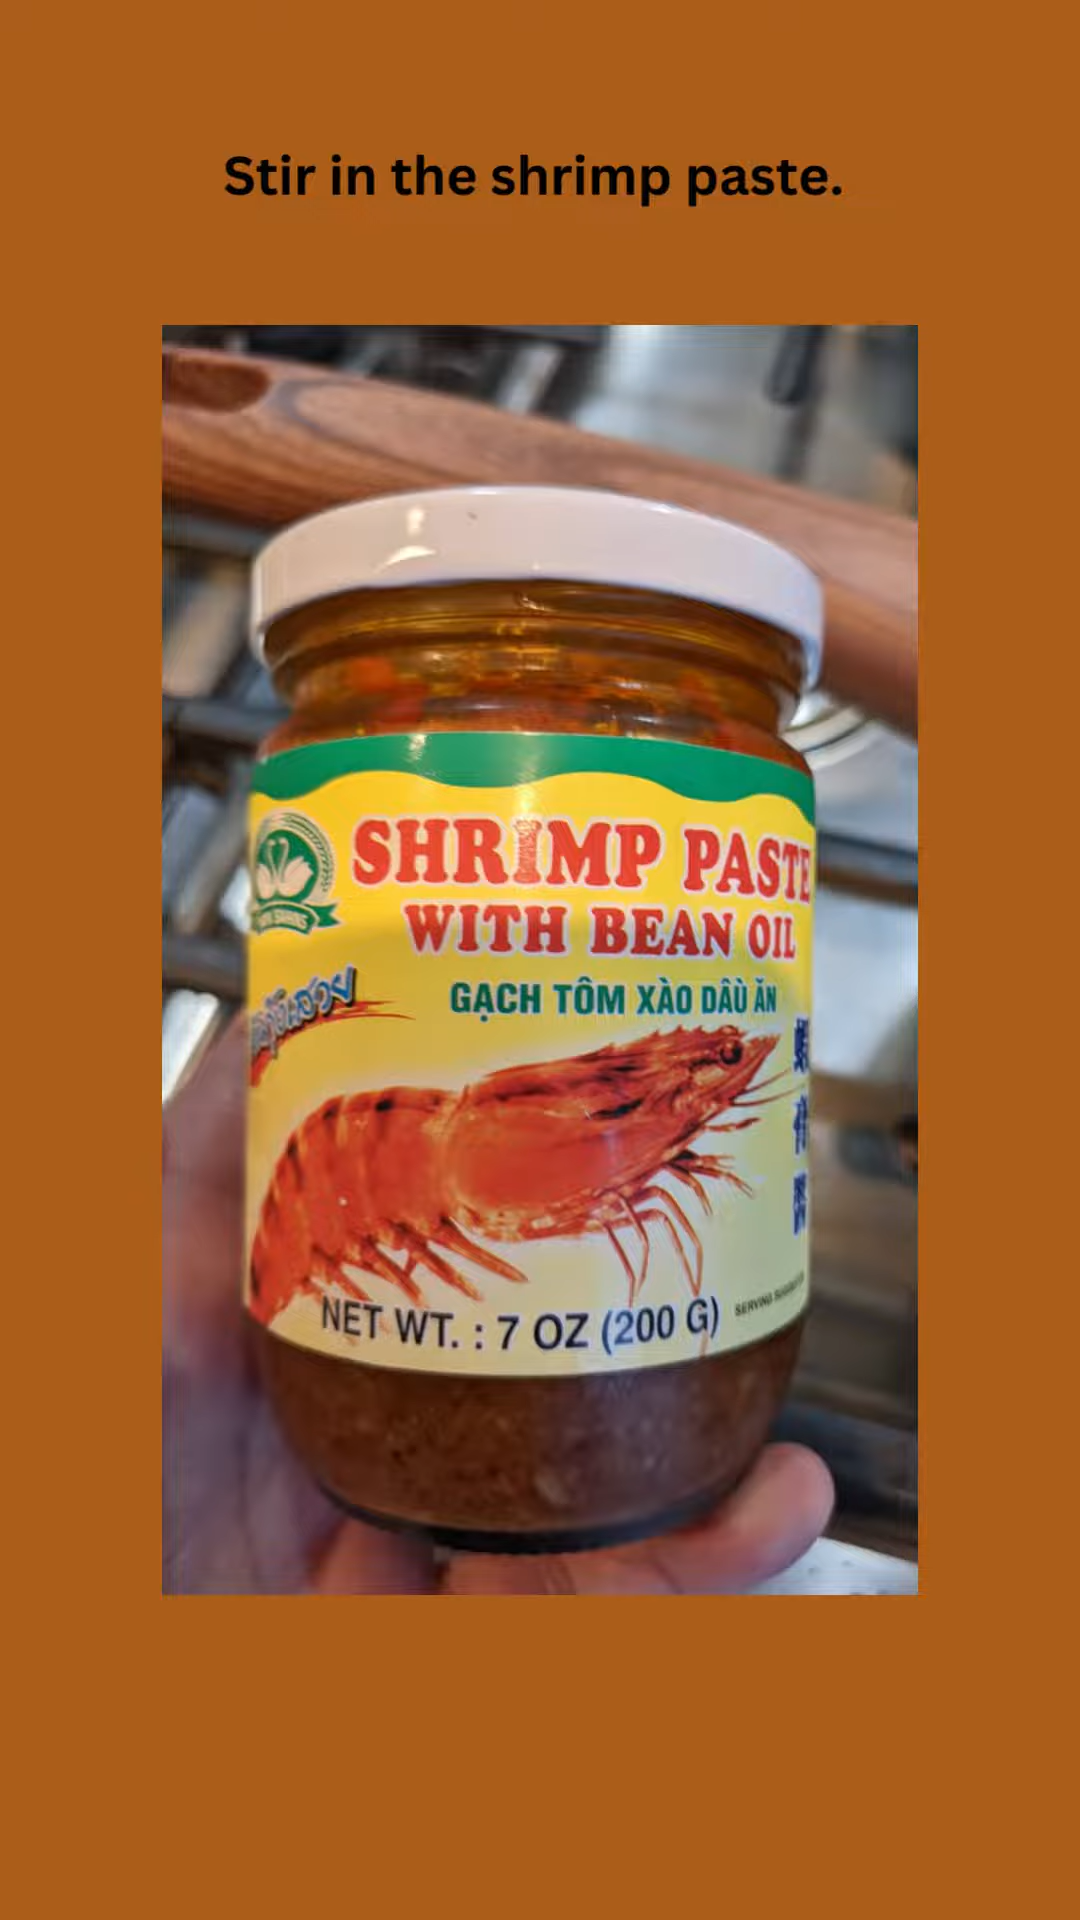 Stir in the shrimp paste.
SHRIMP PASTE
WITH BEAN OIL
GẠCH TÔM XÀO DẦU ĂN
NET WT. : 7 OZ (200 G)
SERVING